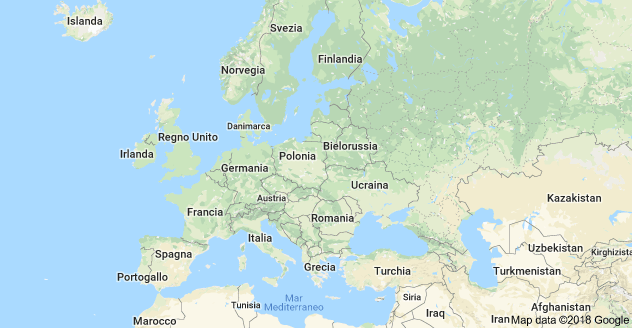 Islanda
Svezia
Finlandia
Norvegia
Danimarca
Regno Unito
Irlanda
Bielorussia
Polonia
Germania
Ucraina
Austria
Kazakistan
Francia
Romania
Italia
Uzbekistan
Kirghizista
Spagna
Grecia
Turchia
Turkmenistan
Portogallo
Mar
Mediterraneo
Tunisia
Siria
Iraq
Afghanistan
Marocco
Iran
Map data ©2018 Google